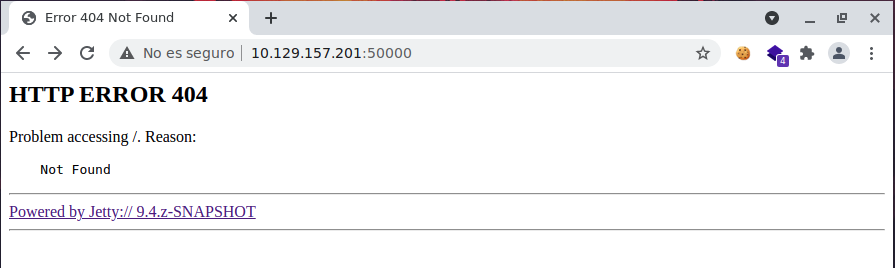 Error 404 Not Found
No es seguro | 10.129.157.201:50000
4
HTTP ERROR 404
Problem accessing /. Reason:
Not Found
Powered by Jetty:// 9.4.z-SNAPSHOT